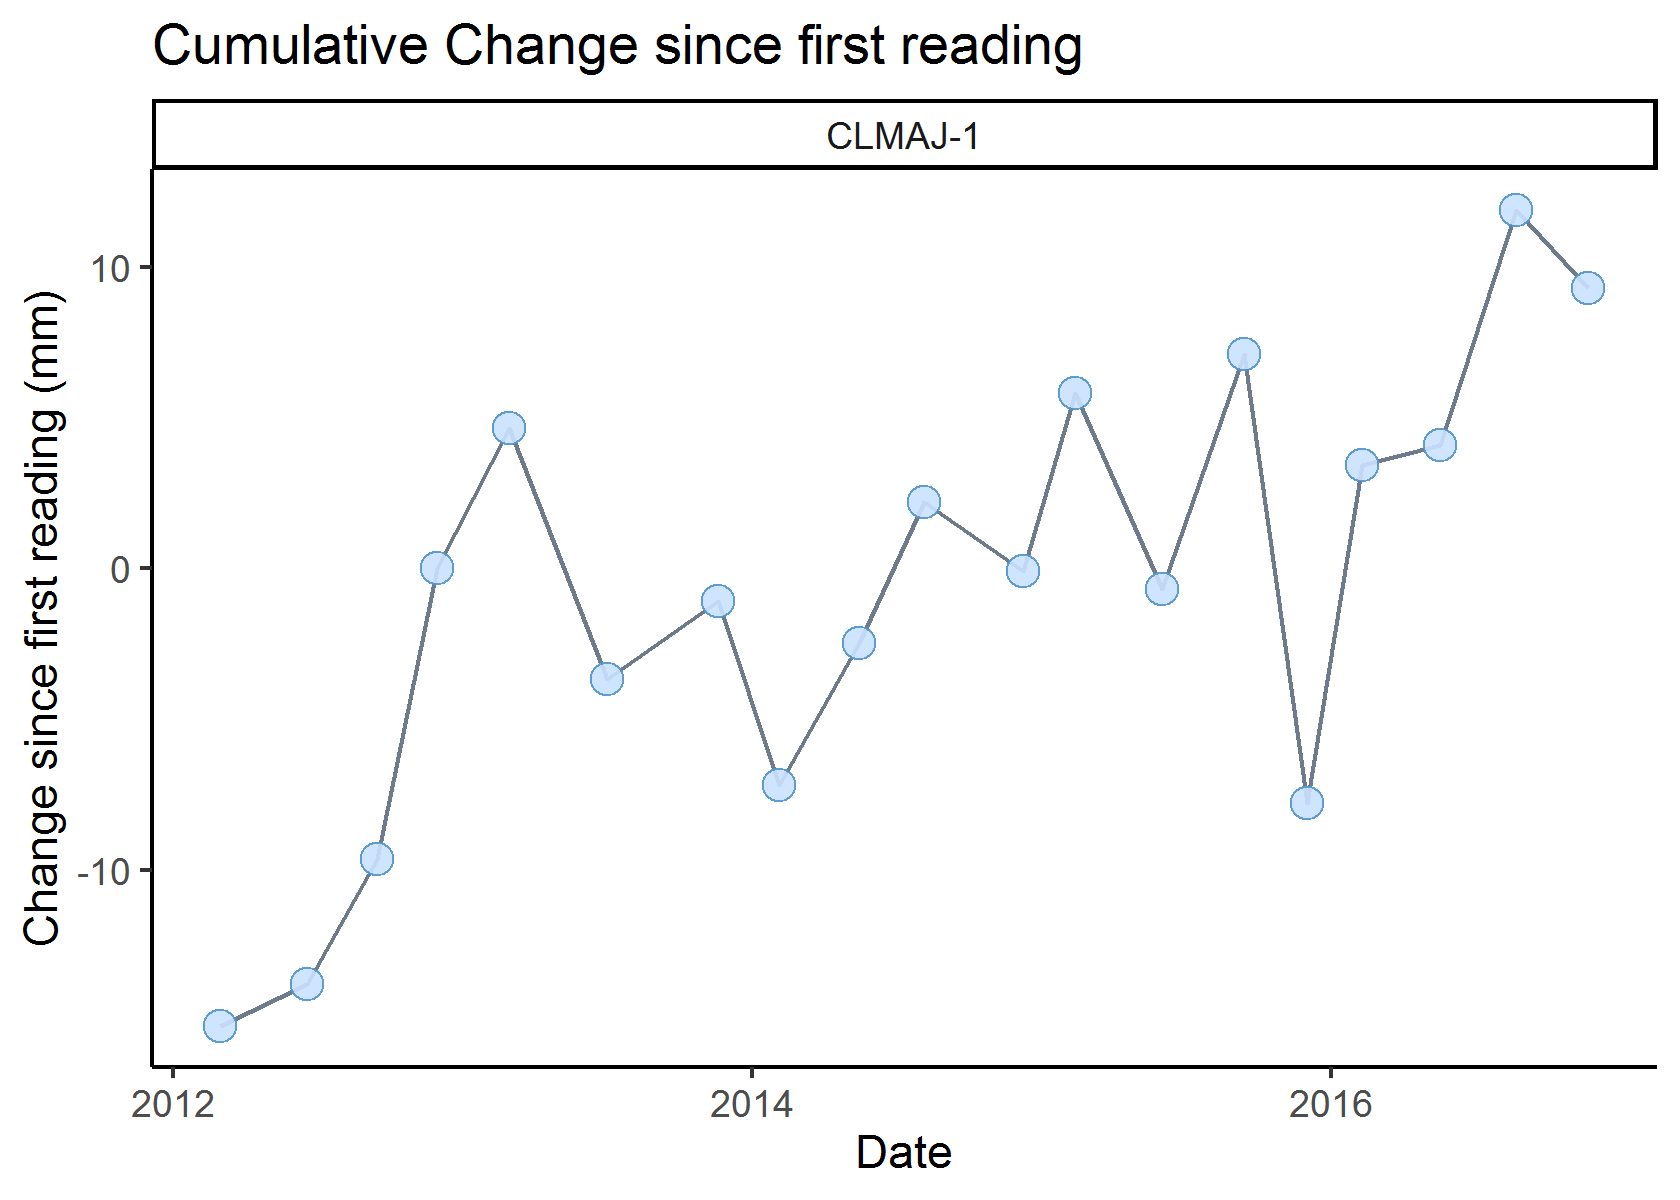 Cumulative Change since first reading
CLMAJ-1
Change since first reading (mm)
10
0
-10
2012
2014
2016
Date